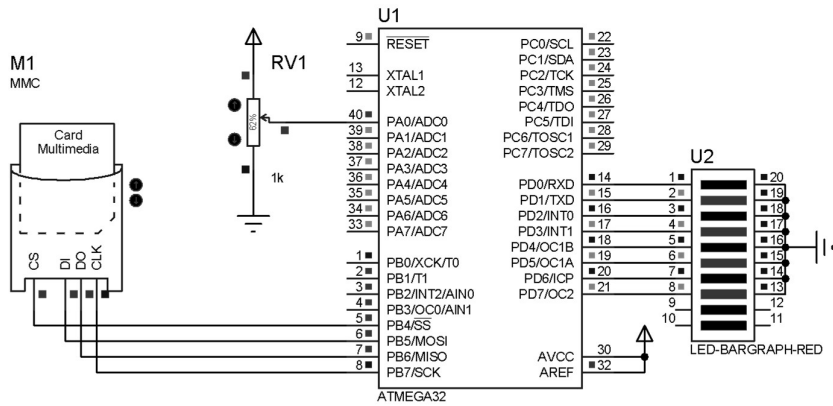 U1
M1
MMC
Card
Multimedia
CS
DI
DO
CLK
RV1
62%
1k
9
RESET
13
XTAL1
12
XTAL2
40
PA0/ADC0
39
PA1/ADC1
38
PA2/ADC2
37
PA3/ADC3
36
PA4/ADC4
35
PA5/ADC5
34
PA6/ADC6
33
PA7/ADC7
1
PB0/XCK/T0
2
PB1/T1
3
PB2/INT2/AIN0
4
PB3/OC0/AIN1
5
PB4/SS
6
PB5/MOSI
7
PB6/MISO
8
PB7/SCK
PC0/SCL
22
PC1/SDA
23
PC2/TCK
24
PC3/TMS
25
PC4/TDO
26
PC5/TDI
27
PC6/TOSC1
28
PC7/TOSC2
29
PD0/RXD
14
PD1/TXD
15
PD2/INT0
16
PD3/INT1
17
PD4/OC1B
18
PD5/OC1A
19
PD6/ICP
20
PD7/OC2
21
AVCC
30
AREF
32
ATMEGA32
U2
1
20
2
19
3
18
4
17
5
16
6
15
7
14
8
13
9
12
10
11
LED-BARGRAPH-RED